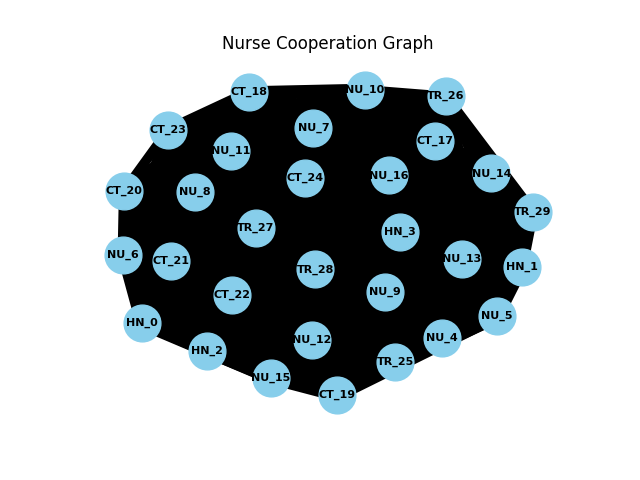 Nurse Cooperation Graph
CT_18
NU_10
TR_26
CT_23
NU_7
CT_17
NU_11
NU_14
CT_24
NU_16
CT_20
NU_8
TR_29
TR_27
HN_3
NU_6
CT_21
NU_13
HN_1
TR_28
CT_22
NU_9
HN_0
NU_5
HN_2
NU_12
NU_4
TR_25
NU_15
CT_19